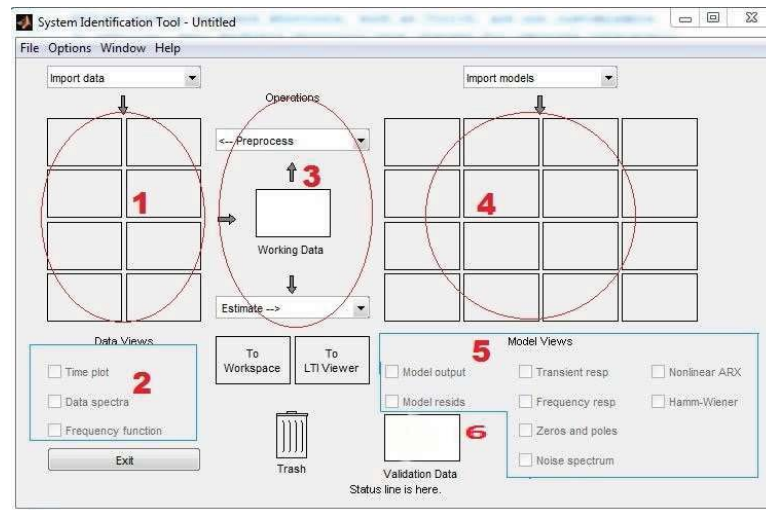 System Identification Tool - Untitled
File Options Window Help
Import data
Import models
Operations
<-- Preprocess
1
3
4
Working Data
Estimate -->
Data Views
Model Views
To Workspace
To LTI Viewer
5
Time plot
2
Data spectra
Frequency function
Model output
Transient resp
Nonlinear ARX
Model resids
Frequency resp
Hamm-Wiener
6
Zeros and poles
Noise spectrum
Exit
Trash
Validation Data
Status line is here.